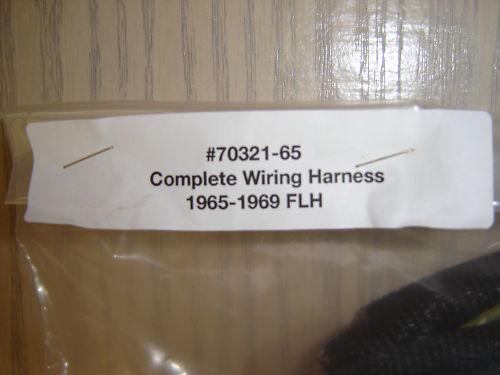 #70321-65
Complete Wiring Harness
1965-1969 FLH